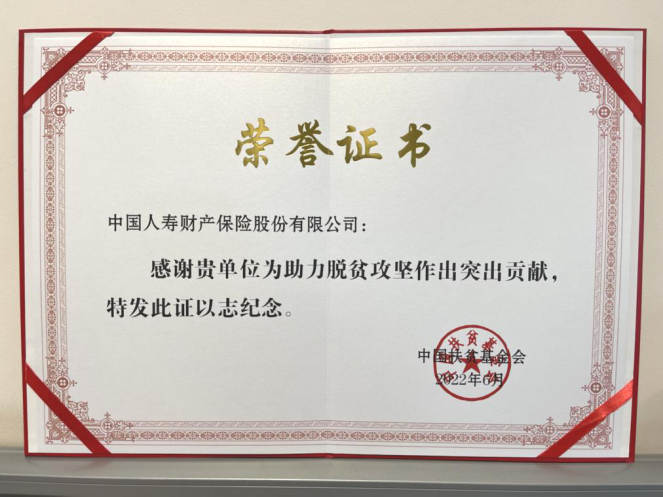 荣誉证书
中国人寿财产保险股份有限公司：
感谢贵单位为助力脱贫攻坚作出突出贡献，
特发此证以志纪念。
中国扶贫基金会
2022年6月